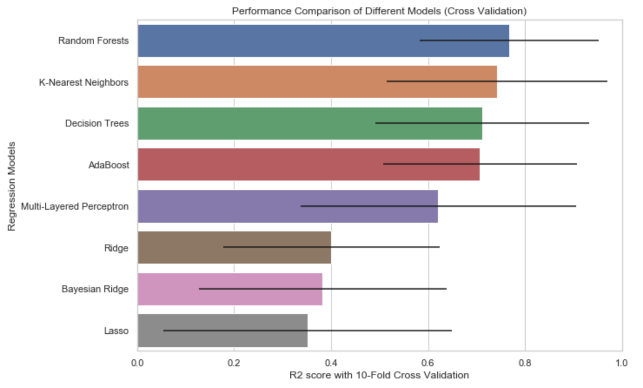 Performance Comparison of Different Models (Cross Validation)
Regression Models
Random Forests
K-Nearest Neighbors
Decision Trees
AdaBoost
Multi-Layered Perceptron
Ridge
Bayesian Ridge
Lasso
0.0 0.2 0.4 0.6 0.8 1.0
R2 score with 10-Fold Cross Validation